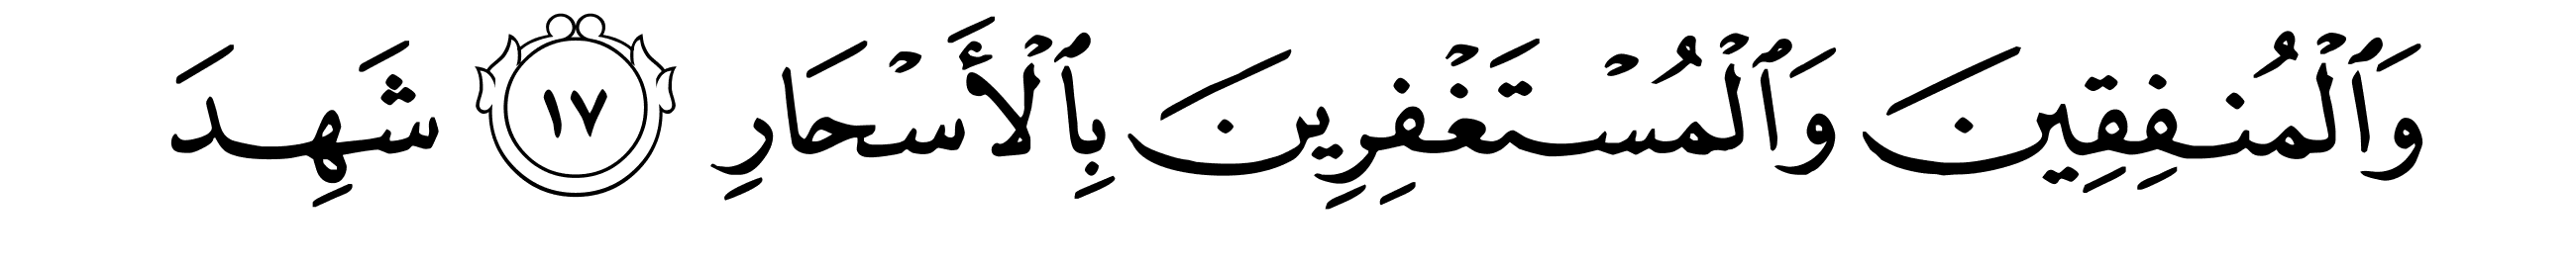 وَٱلْمُنفِقِينَ وَٱلْمُسْتَغْفِرِينَ بِٱلْأَسْحَارِ ١٧ شَهِدَ